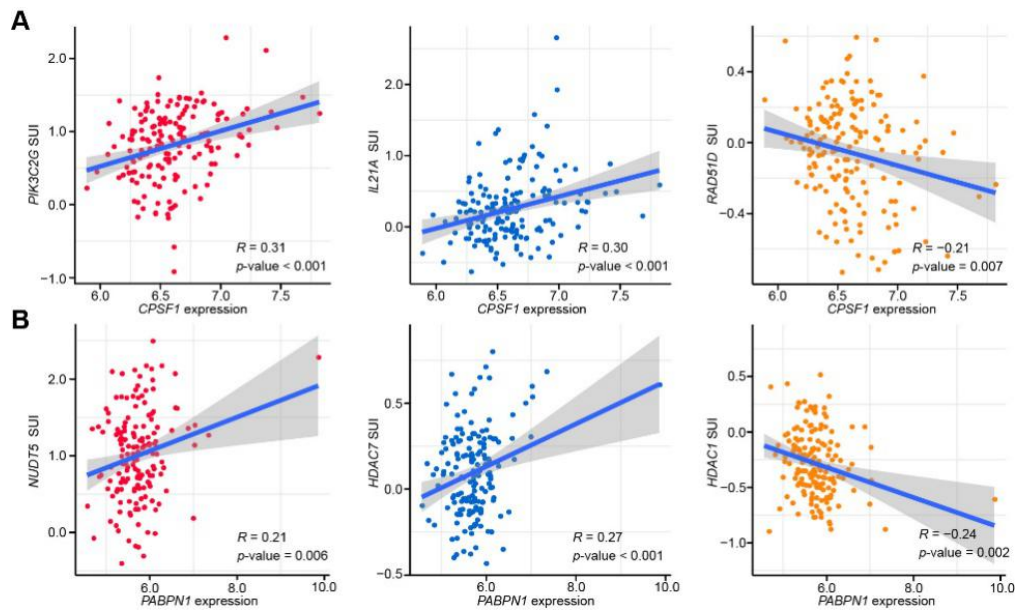 A
PIK3C2G SUI
2.0
1.0
0.0
−1.0
R = 0.31
p-value < 0.001
6.0 6.5 7.0 7.5
CPSF1 expression
IL21A SUI
2.0
1.0
0.0
R = 0.30
p-value < 0.001
6.0 6.5 7.0 7.5
CPSF1 expression
RAD51D SUI
0.4
0.0
−0.4
R = −0.21
p-value = 0.007
6.0 6.5 7.0 7.5
CPSF1 expression
B
NUDT5 SUI
2.0
1.0
0.0
R = 0.21
p-value = 0.006
6.0 8.0 10.0
PABPN1 expression
HDAC7 SUI
0.5
0.0
−0.5
R = 0.27
p-value < 0.001
6.0 8.0 10.0
PABPN1 expression
HDAC1 SUI
0.5
−0.0
−0.5
−1.0
R = −0.24
p-value = 0.002
6.0 8.0 10.0
PABPN1 expression